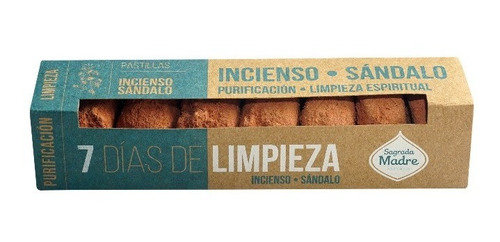 PASTILLAS
INCIENSO
SÁNDALO
INCIENSO • SÁNDALO
PURIFICACIÓN • LIMPIEZA ESPIRITUAL
PURIFICACIÓN
LIMPIEZA
7 DÍAS DE LIMPIEZA
INCIENSO • SÁNDALO
Sagrada
Madre